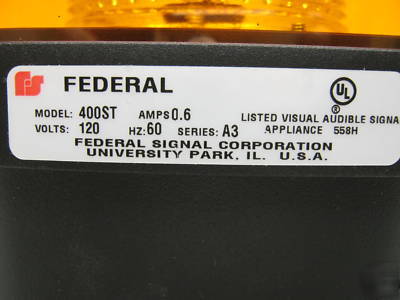 FEDERAL
UL
®
MODEL: 400ST AMPS 0.6 LISTED VISUAL AUDIBLE SIGNA
VOLTS: 120 HZ: 60 SERIES: A3 APPLIANCE 558H
FEDERAL SIGNAL CORPORATION
UNIVERSITY PARK, IL. U.S.A.